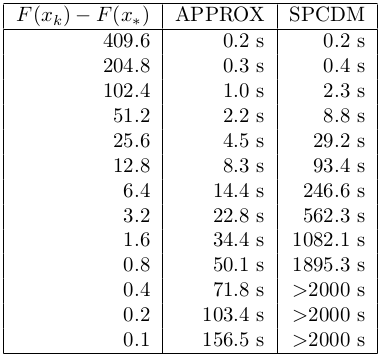 F(x_k) − F(x_*) APPROX SPCDM
409.6 0.2 s 0.2 s
204.8 0.3 s 0.4 s
102.4 1.0 s 2.3 s
51.2 2.2 s 8.8 s
25.6 4.5 s 29.2 s
12.8 8.3 s 93.4 s
6.4 14.4 s 246.6 s
3.2 22.8 s 562.3 s
1.6 34.4 s 1082.1 s
0.8 50.1 s 1895.3 s
0.4 71.8 s >2000 s
0.2 103.4 s >2000 s
0.1 156.5 s >2000 s